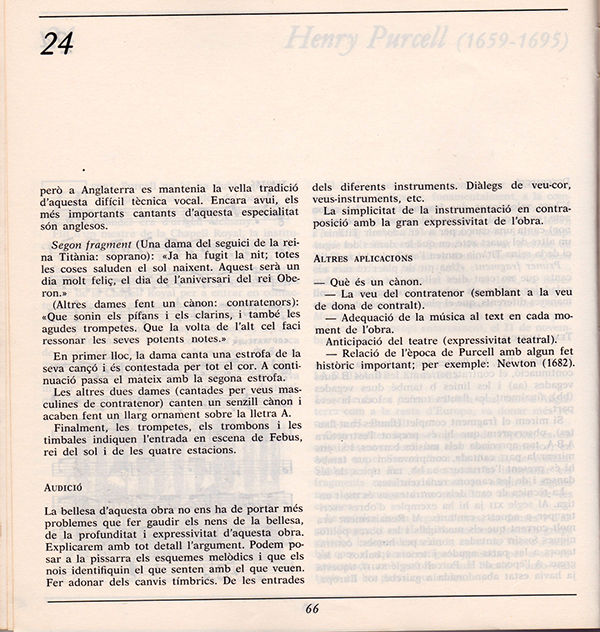 24
Henry Purcell (1659-1695)
però a Anglaterra es mantenia la vella tradició
d'aquesta difícil tècnica vocal. Encara avui, els
més importants cantants d'aquesta especialitat
són anglesos.
Segon fragment (Una dama del seguici de la rei-
na Titània: soprano): «Ja ha fugit la nit; totes
les coses saluden el sol naixent. Aquest serà un
dia molt feliç, el dia de l'aniversari del rei Obe-
ron.»
(Altres dames fent un cànon: contratenors):
«Que sonin els pífans i els clarins, i també les
agudes trompetes. Que la volta de l'alt cel faci
ressonar les seves potents notes.»
En primer lloc, la dama canta una estrofa de la
seva cançó i és contestada per tot el cor. A conti-
nuació passa el mateix amb la segona estrofa.
Les altres dues dames (cantades per veus mas-
culines de contratenor) canten un senzill cànon i
acaben fent un llarg ornament sobre la lletra A.
Finalment, les trompetes, els trombons i les
timbales indiquen l'entrada en escena de Febus,
rei del sol i de les quatre estacions.
AUDICIÓ
La bellesa d'aquesta obra no ens ha de portar més
problemes que fer gaudir els nens de la bellesa,
de la profunditat i expressivitat d'aquesta obra.
Explicarem amb tot detall l'argument. Podem po-
sar a la pissarra els esquemes melòdics i que els
nois identifiquin el que senten amb el que veuen.
Fer adonar dels canvis tímbrics. De les entrades
dels diferents instruments. Diàlegs de veu-cor,
veus-instruments, etc.
La simplicitat de la instrumentació en contra-
posició amb la gran expressivitat de l'obra.
ALTRES APLICACIONS
— Què és un cànon.
— La veu del contratenor (semblant a la veu
de dona de contralt).
— Adequació de la música al text en cada mo-
ment de l'obra.
Anticipació del teatre (expressivitat teatral).
— Relació de l'època de Purcell amb algun fet
històric important; per exemple: Newton (1682).
66